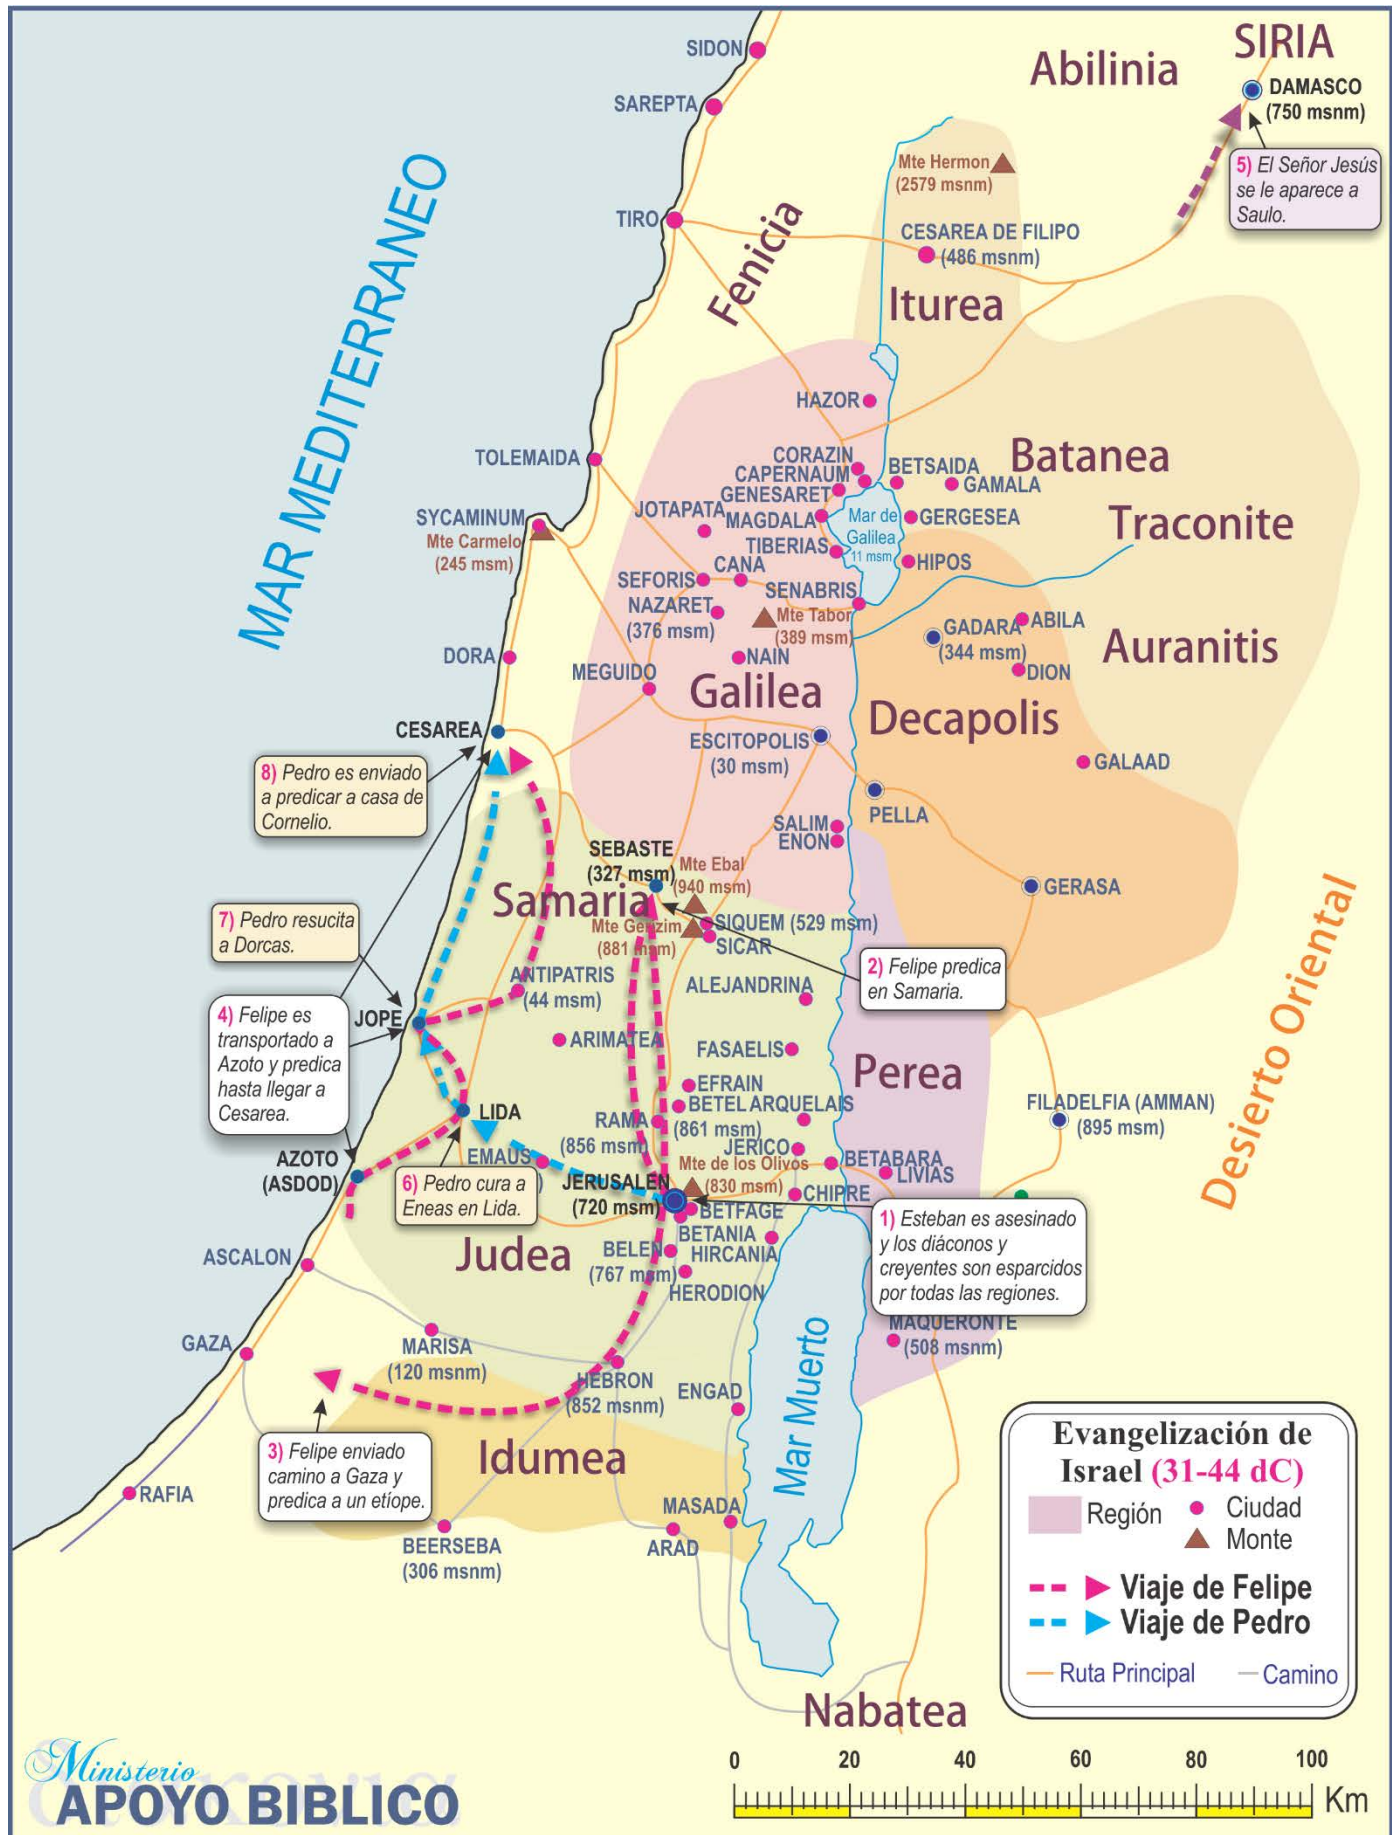 SIDON
Abilinia
SIRIA
DAMASCO
(750 msnm)
SAREPTA
Mte Hermon
(2579 msnm)
5) El Señor Jesús
se le aparece a
Saulo.
TIRO
Fenicia
CESAREA DE FILIPO
(486 msnm)
Iturea
MAR MEDITERRANEO
HAZOR
TOLEMAIDA
CORAZIN
CAPERNAUM
GENESARET
BETSAIDA
GAMALA
Batanea
Traconite
SYCAMINUM
Mte Carmelo
(245 msm)
JOTAPATA
MAGDALA
Mar de
Galilea
11 msm
GERGESEA
TIBERIAS
HIPOS
SEFORIS
CANA
SENABRIS
NAZARET
(376 msm)
Mte Tabor
(389 msm)
GADARA
(344 msm)
ABILA
Auranitis
DORA
NAIN
DION
MEGUIDO
Galilea
Decapolis
CESAREA
ESCITOPOLIS
(30 msm)
GALAAD
8) Pedro es enviado
a predicar a casa de
Cornelio.
PELLA
SALIM
ENON
SEBASTE
(327 msm)
Mte Ebal
(940 msm)
GERASA
Samaria
7) Pedro resucita
a Dorcas.
Mte Gerizim
(881 msm)
SIQUEM (529 msm)
SICAR
2) Felipe predica
en Samaria.
Desierto Oriental
ANTIPATRIS
(44 msm)
ALEJANDRINA
4) Felipe es
transportado a
Azoto y predica
hasta llegar a
Cesarea.
JOPE
ARIMATEA
FASAELIS
Perea
EFRAIN
LIDA
BETEL
(861 msm)
ARQUELAIS
FILADELFIA (AMMAN)
(895 msm)
RAMA
(856 msm)
JERICO
AZOTO
(ASDOD)
EMAUS
)
Mte de los Olivos
(830 msm)
BETABARA
LIVIAS
6) Pedro cura a
Eneas en Lida.
JERUSALEN
(720 msm)
CHIPRE
BETFAGE
BETANIA
1) Esteban es asesinado
y los diáconos y
creyentes son esparcidos
por todas las regiones.
ASCALON
Judea
BELEN
(767 msm)
HIRCANIA
HERODION
GAZA
MARISA
(120 msnm)
MAQUERONTE
(508 msnm)
Mar Muerto
HEBRON
(852 msnm)
ENGAD
3) Felipe enviado
camino a Gaza y
predica a un etíope.
Idumea
RAFIA
MASADA
BEERSEBA
(306 msnm)
ARAD
Evangelización de
Israel (31-44 dC)
Región
Ciudad
Monte
Viaje de Felipe
Viaje de Pedro
Ruta Principal
Camino
Nabatea
Ministerio
APOYO BIBLICO
0 20 40 60 80 100
Km